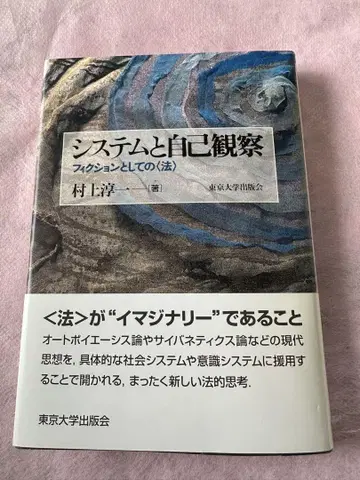 システムと自己観察
フィクションとしての〈法〉
村上淳一――[著] 東京大学出版会
〈法〉が“イマジナリー”であること
オートポイエーシス論やサイバネティクス論などの現代
思想を,具体的な社会システムや意識システムに援用す
ることで開かれる,まったく新しい法的思考.
東京大学出版会